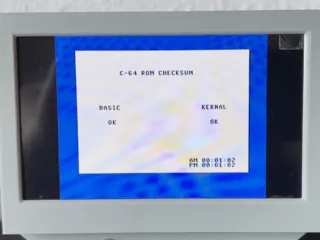 C-64 ROM CHECKSUM
BASIC KERNAL
OK OK
AM 00:01:02
PM 00:01:02